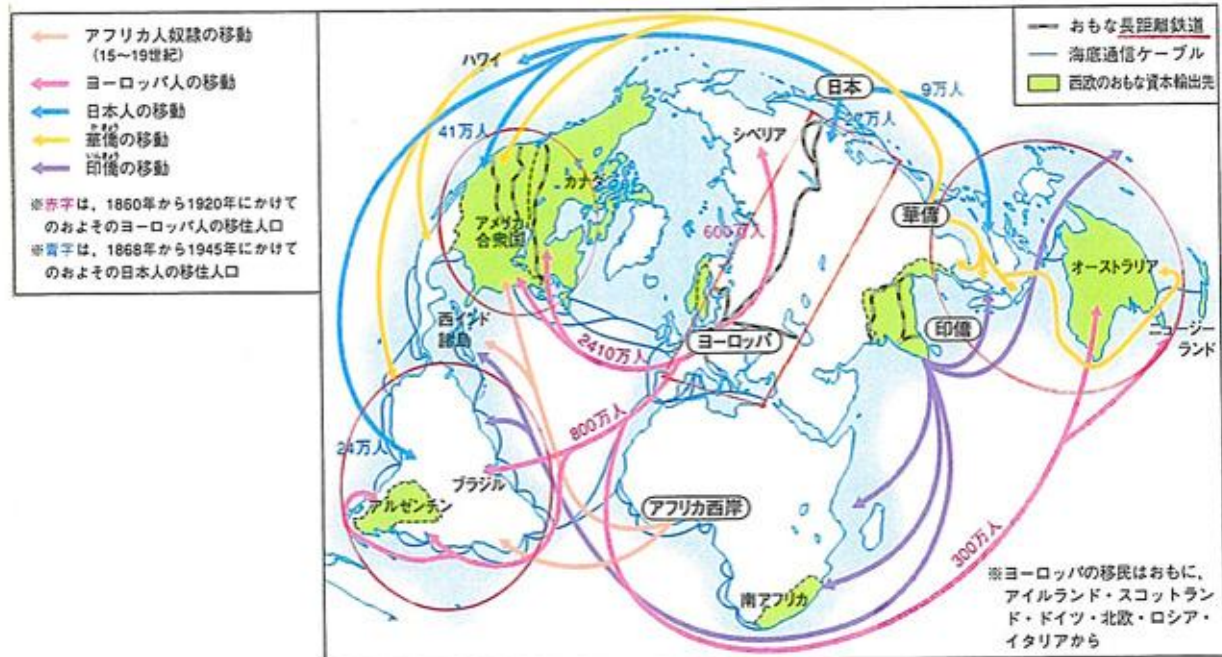 アフリカ人奴隷の移動
(15〜19世紀)
ヨーロッパ人の移動
日本人の移動
かきょう
華僑の移動
いんきょう
印僑の移動
※赤字は，1860年から1920年にかけて
のおよそのヨーロッパ人の移住人口
※青字は，1868年から1945年にかけて
のおよその日本人の移住人口
おもな長距離鉄道
海底通信ケーブル
西欧のおもな資本輸出先
ハワイ
日本
9万人
27万人
41万人
シベリア
カナダ
アメリカ
合衆国
600万人
華僑
オーストラリア
西インド
諸島
ヨーロッパ
印僑
ニュージー
ランド
2410万人
800万人
24万人
ブラジル
アルゼンチン
アフリカ西岸
300万人
南アフリカ
※ヨーロッパの移民はおもに，
アイルランド・スコットラン
ド・ドイツ・北欧・ロシア・
イタリアから